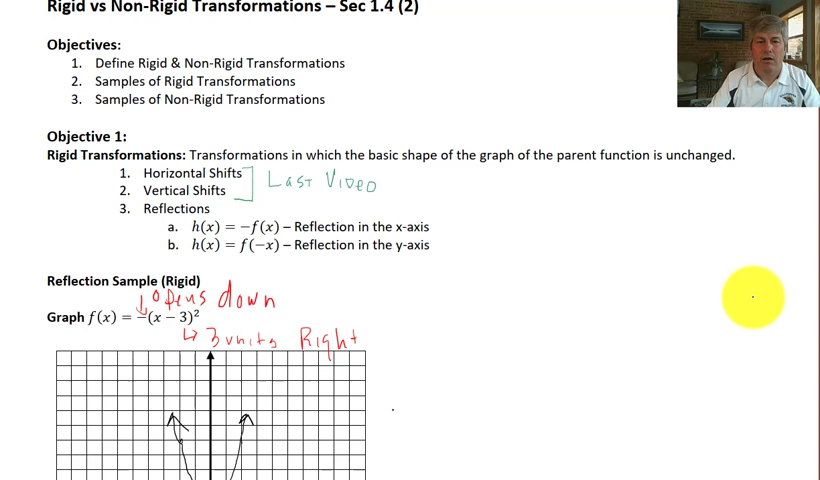 Rigid vs Non-Rigid Transformations – Sec 1.4 (2)
Objectives:
1. Define Rigid & Non-Rigid Transformations
2. Samples of Rigid Transformations
3. Samples of Non-Rigid Transformations
Objective 1:
Rigid Transformations: Transformations in which the basic shape of the graph of the parent function is unchanged.
1. Horizontal Shifts
2. Vertical Shifts
Last Video
3. Reflections
a. h(x) = −f(x) – Reflection in the x-axis
b. h(x) = f(−x) – Reflection in the y-axis
Reflection Sample (Rigid)
↓ opens down
Graph f(x) = −(x − 3)²
↳ 3 units Right